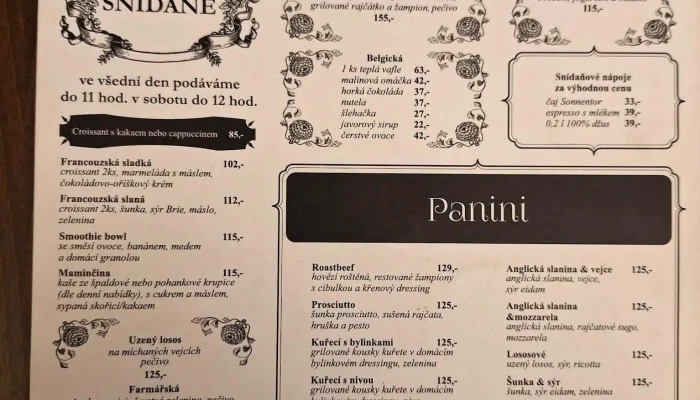 SNÍDANĚ
ve všední den podáváme
do 11 hod. v sobotu do 12 hod.
Croissant s kakaem nebo cappuccinem 85,-
Francouzská sladká 102,-
croissant 2ks, marmeláda s máslem,
čokoládovo-oříškový krém
Francouzská slaná 112,-
croissant 2ks, šunka, sýr Brie, máslo,
zelenina
Smoothie bowl 115,-
se směsí ovoce, banánem, medem
a domácí granolou
Maminčina 115,-
kaše ze špaldové nebo pohankové krupice
(dle denní nabídky), s cukrem a máslem,
sypaná skořicí/kakaem
Uzený losos
na míchaných vejcích
pečivo
125,-
Farmářská
grilované rajčátko a žampion, pečivo
155,-
Belgická
1 ks teplá vafle 63,-
malinová omáčka 42,-
horká čokoláda 37,-
nutela 37,-
šlehačka 27,-
javorový sirup 22,-
čerstvé ovoce 42,-
115,-
Snídaňové nápoje
za výhodnou cenu
čaj Sonnentor 33,-
espresso s mlékem 39,-
0,2 l 100% džus 39,-
Panini
Roastbeef 129,-
hovězí roštěná, restované žampiony
s cibulkou a křenový dressing
Prosciutto 125,-
šunka prosciutto, sušená rajčata,
hruška a pesto
Kuřecí s bylinkami 125,-
grilované kousky kuřete v domácím
bylinkovém dressingu, zelenina
Kuřecí s nivou 125,-
grilované kousky kuřete v domácím
Anglická slanina & vejce 125,-
anglická slanina, vejce,
sýr eidam
Anglická slanina 125,-
&mozzarela
anglická slanina, rajčatové sugo,
mozzarela
Lososové 125,-
uzený losos, sýr, ricotta
Šunka & sýr 125,-
šunka, sýr eidam, zelenina